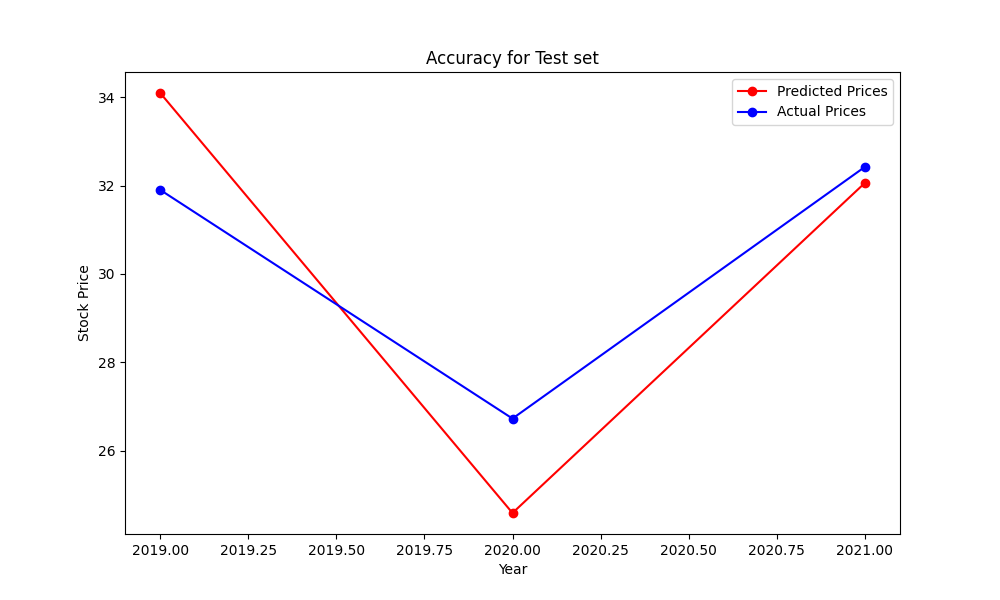 Accuracy for Test set
Predicted Prices
Actual Prices
Stock Price
34
32
30
28
26
2019.00 2019.25 2019.50 2019.75 2020.00 2020.25 2020.50 2020.75 2021.00
Year